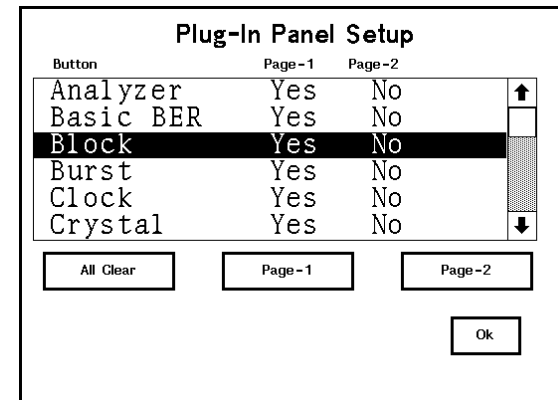 Plug-In Panel Setup
Button Page-1 Page-2
Analyzer Yes No
Basic BER Yes No
Block Yes No
Burst Yes No
Clock Yes No
Crystal Yes No
All Clear Page-1 Page-2
Ok